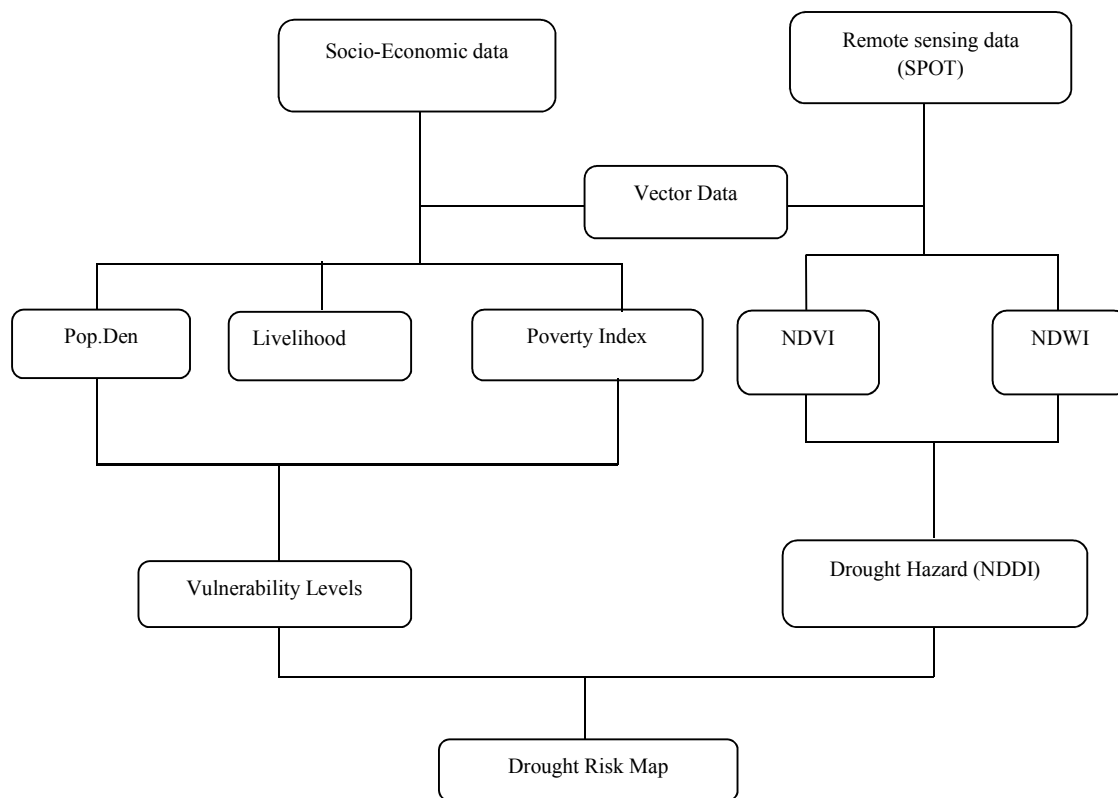 Socio-Economic data
Remote sensing data
(SPOT)
Vector Data
Pop.Den
Livelihood
Poverty Index
NDVI
NDWI
Vulnerability Levels
Drought Hazard (NDDI)
Drought Risk Map